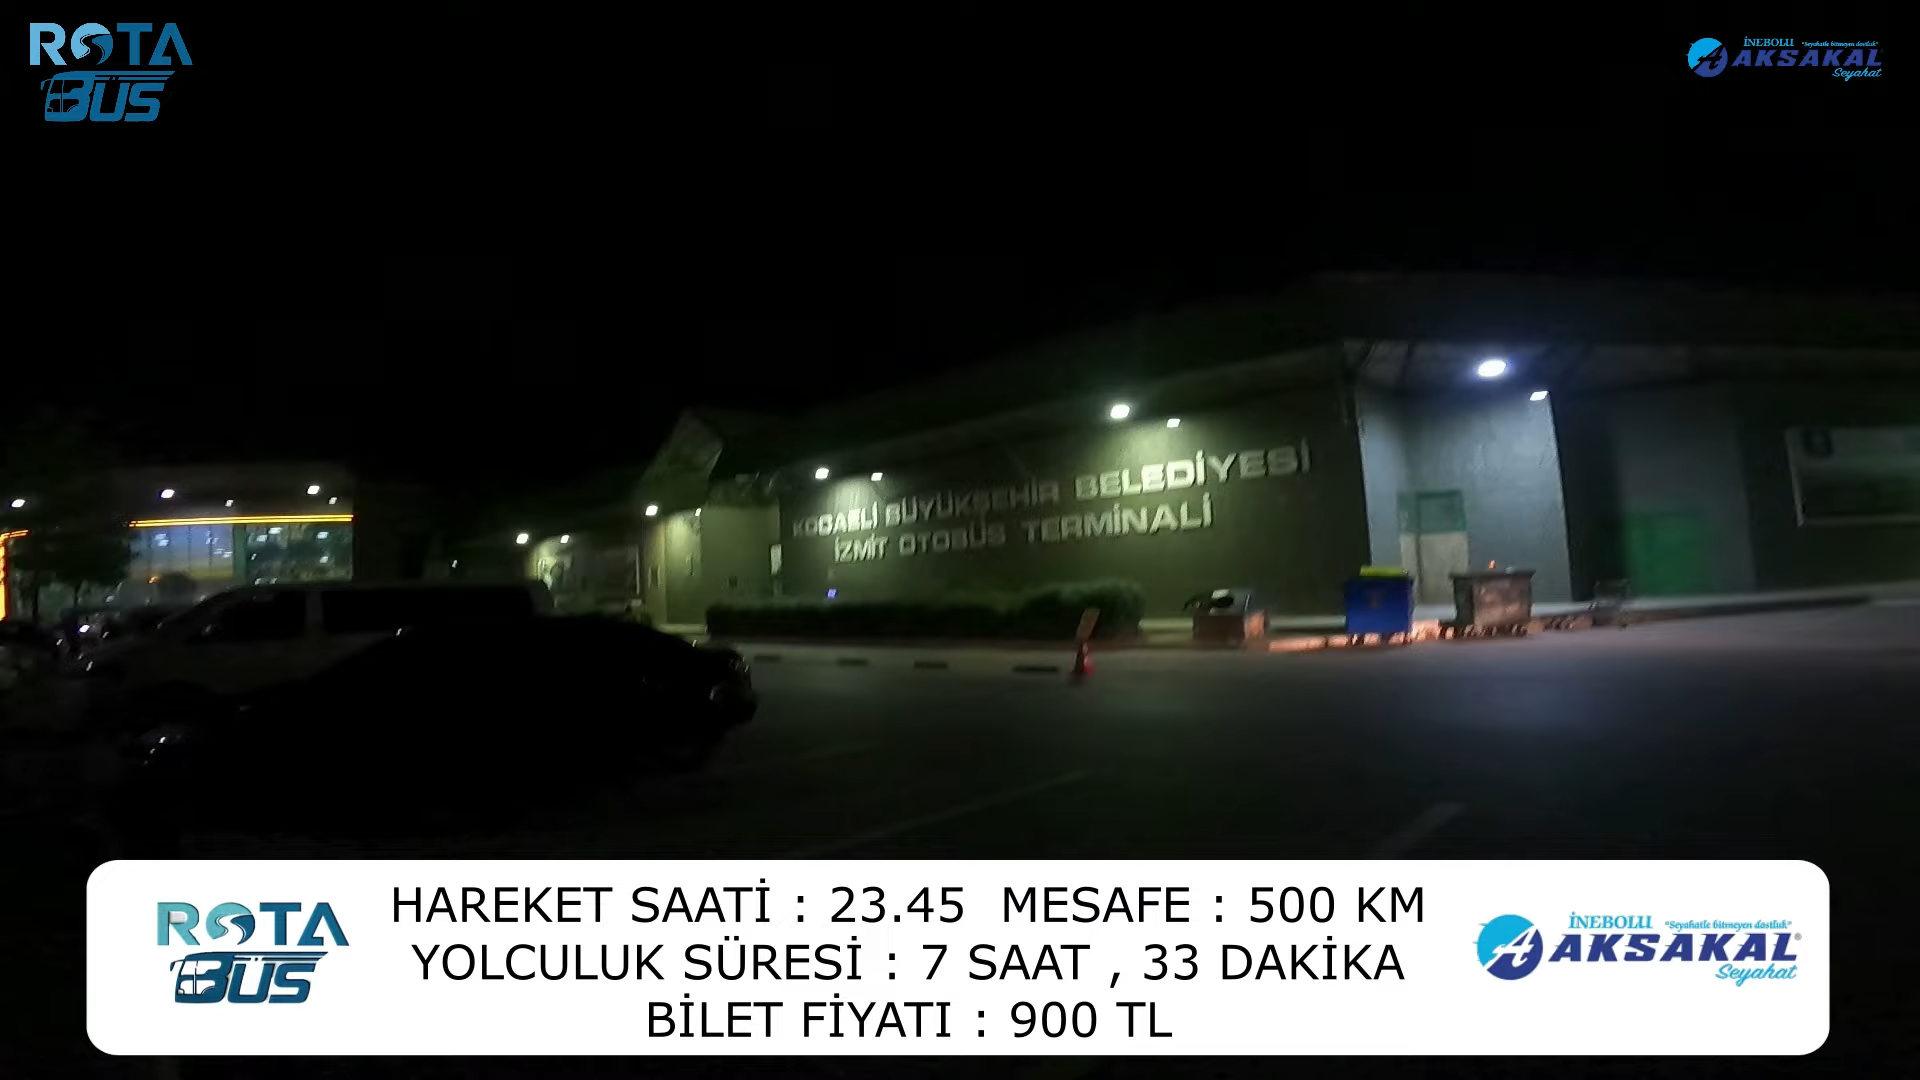 ROTA
BUS
İNEBOLU "Seyahatle bitmeyen dostluk"
AKSAKAL
Seyahat
KOCAELİ BÜYÜKŞEHİR BELEDİYESİ
İZMİT OTOBÜS TERMİNALİ
ROTA
BUS
HAREKET SAATİ : 23.45 MESAFE : 500 KM
YOLCULUK SÜRESİ : 7 SAAT , 33 DAKİKA
BİLET FİYATI : 900 TL
İNEBOLU "Seyahatle bitmeyen dostluk"
AKSAKAL®
Seyahat